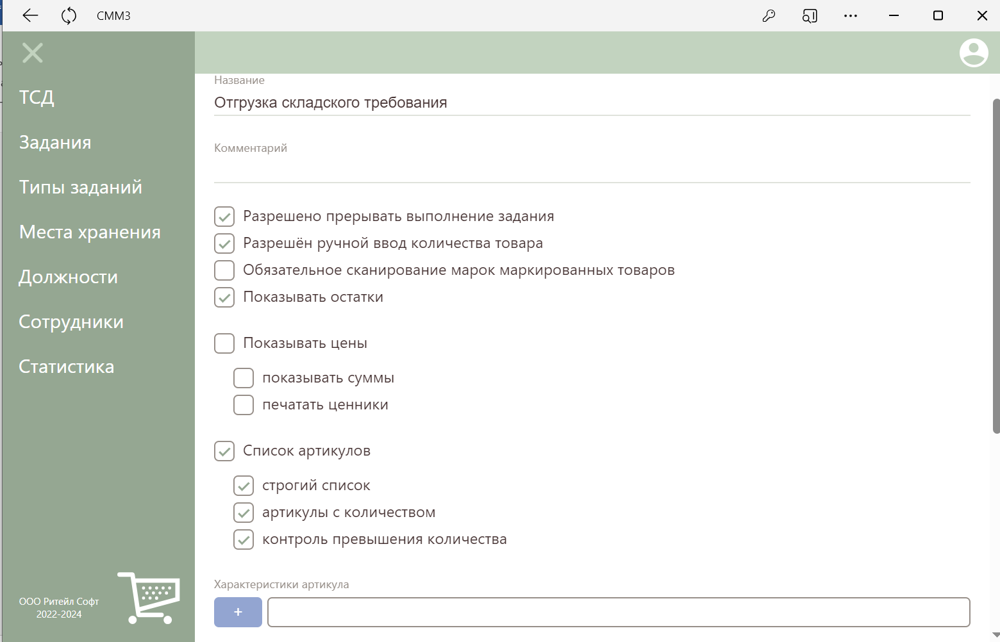 СММ3
ТСД
Задания
Типы заданий
Места хранения
Должности
Сотрудники
Статистика
ООО Ритейл Софт
2022-2024
Название
Отгрузка складского требования
Комментарий
Разрешено прерывать выполнение задания
Разрешён ручной ввод количества товара
Обязательное сканирование марок маркированных товаров
Показывать остатки
Показывать цены
показывать суммы
печатать ценники
Список артикулов
строгий список
артикулы с количеством
контроль превышения количества
Характеристики артикула
+